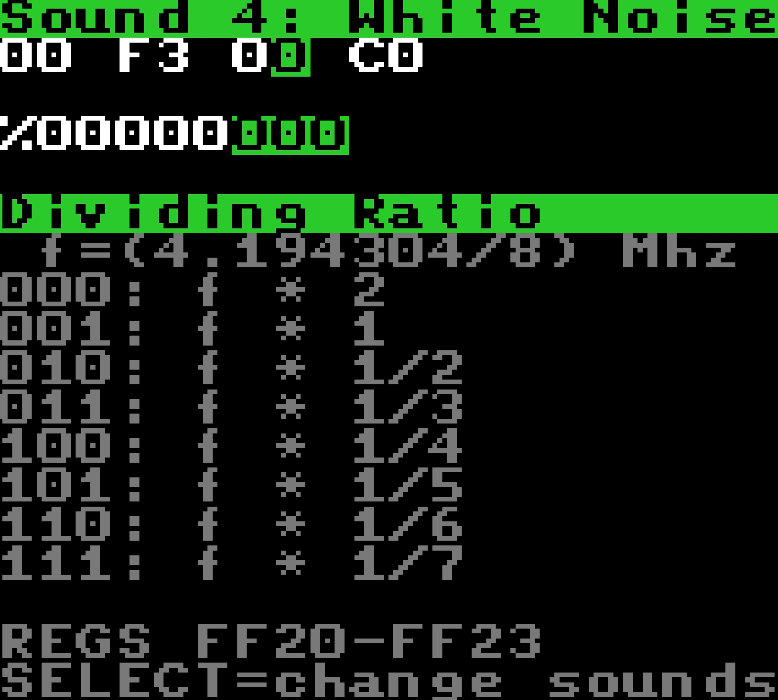 Sound 4: White Noise
00 F3 00 C0
%00000000
Dividing Ratio
f=(4.194304/8) Mhz
000: f * 2
001: f * 1
010: f * 1/2
011: f * 1/3
100: f * 1/4
101: f * 1/5
110: f * 1/6
111: f * 1/7
REGS FF20-FF23
SELECT=change sounds